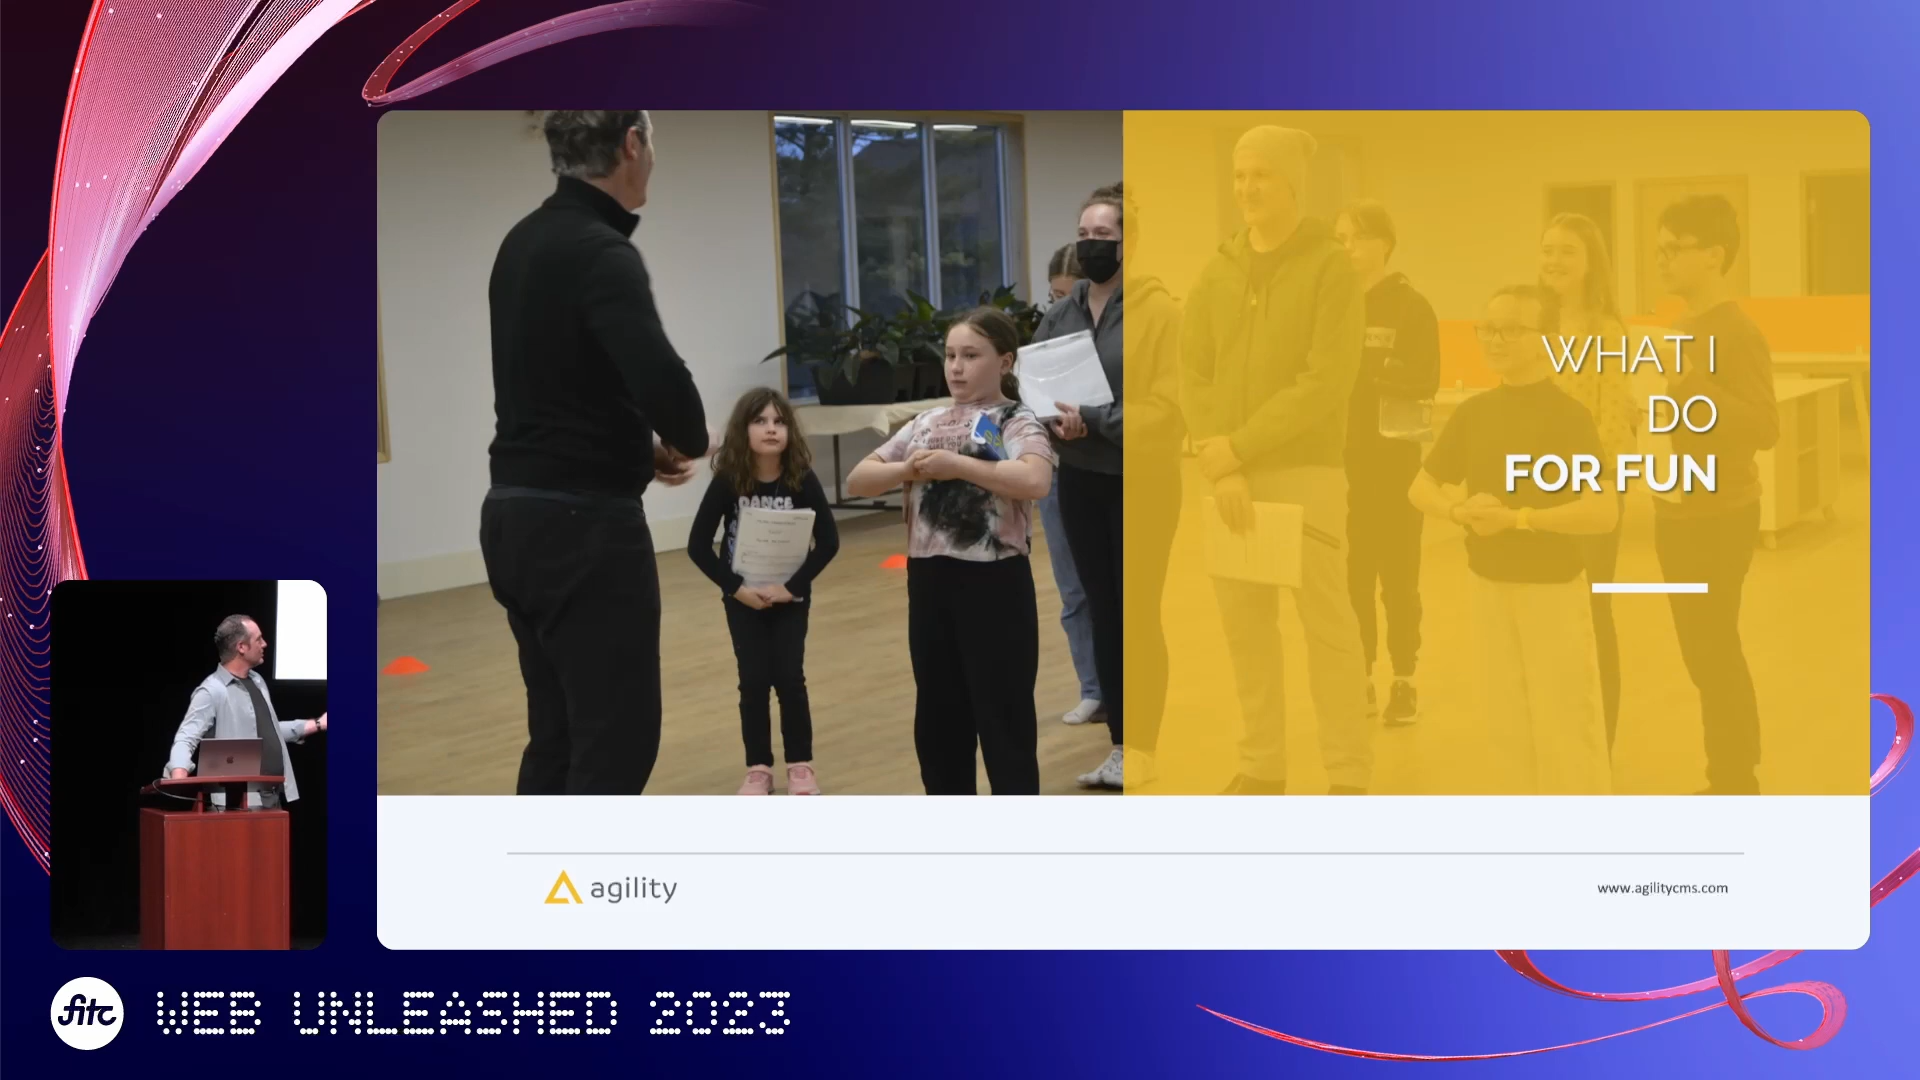 WHAT I
DO
FOR FUN
DANCE
agility
www.agilitycms.com
fitc
WEB UNLEASHED 2023